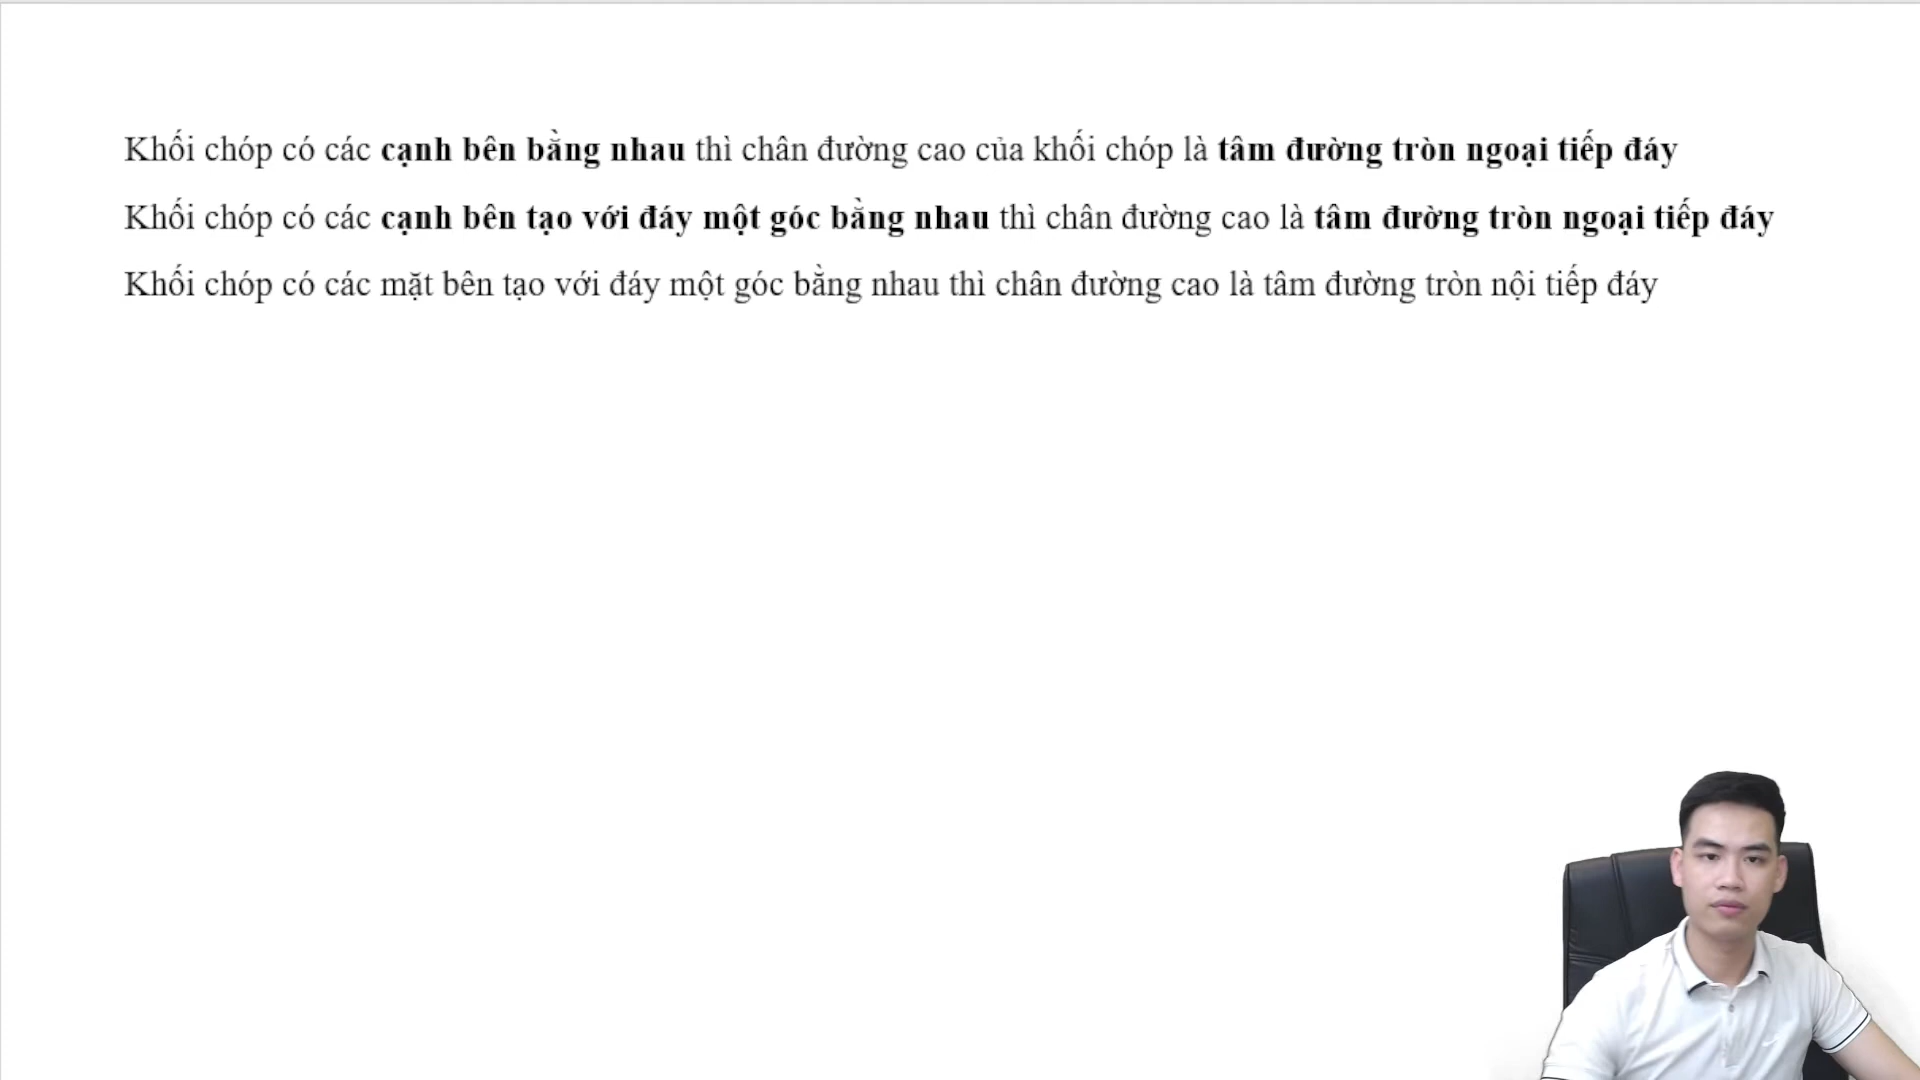 Khối chóp có các cạnh bên bằng nhau thì chân đường cao của khối chóp là tâm đường tròn ngoại tiếp đáy
Khối chóp có các cạnh bên tạo với đáy một góc bằng nhau thì chân đường cao là tâm đường tròn ngoại tiếp đáy
Khối chóp có các mặt bên tạo với đáy một góc bằng nhau thì chân đường cao là tâm đường tròn nội tiếp đáy